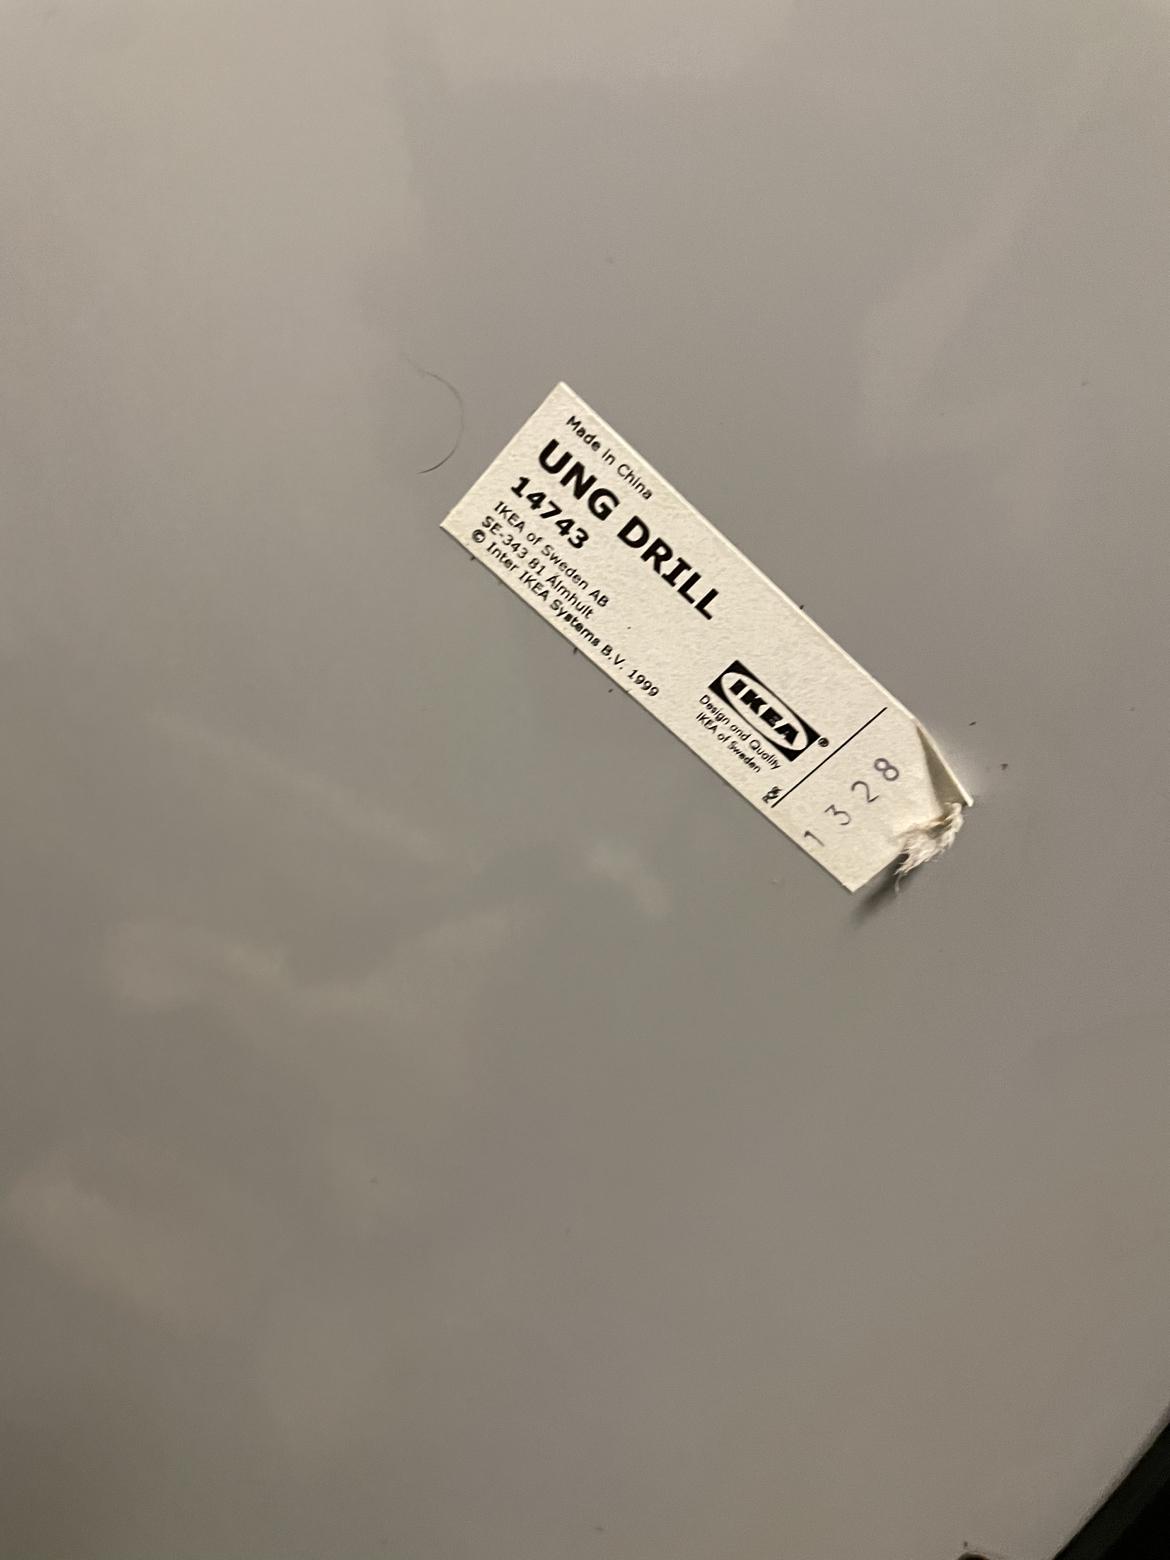 Made in China
UNG DRILL
14743
IKEA of Sweden AB
SE-343 81 Älmhult
© Inter IKEA Systems B.V. 1999
IKEA®
Design and Quality
IKEA of Sweden
1328